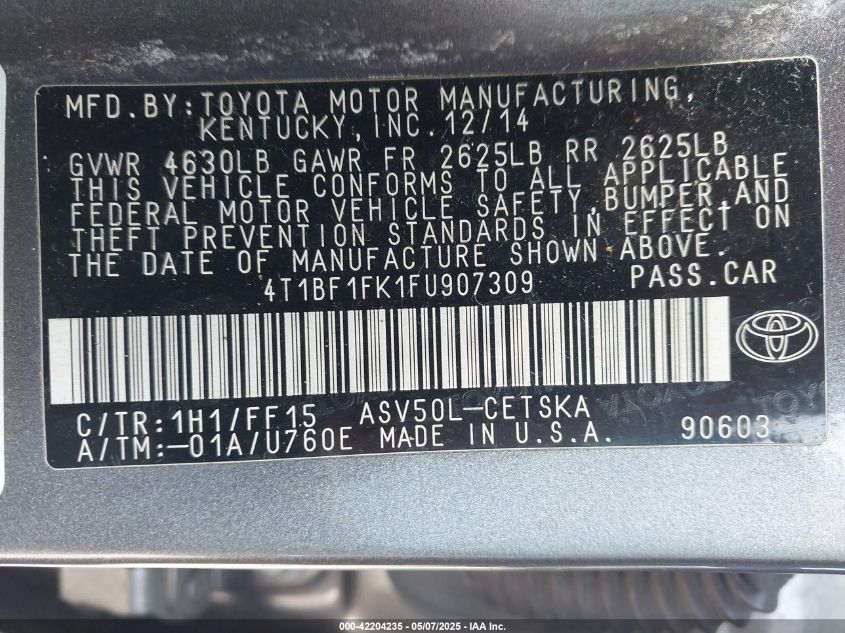 MFD.BY:TOYOTA MOTOR MANUFACTURING,
KENTUCKY,INC.12/14
GVWR 4630LB GAWR FR 2625LB RR 2625LB
THIS VEHICLE CONFORMS TO ALL APPLICABLE
FEDERAL MOTOR VEHICLE SAFETY,BUMPER,AND
THEFT PREVENTION STANDARDS IN EFFECT ON
THE DATE OF MANUFACTURE SHOWN ABOVE.
4T1BF1FK1FU907309 PASS.CAR
C/TR:1H1/FF15 ASV50L-CETSKA
A/TM:-01A/U760E MADE IN U.S.A. 90603
000-42204235 - 05/07/2025 - IAA Inc.